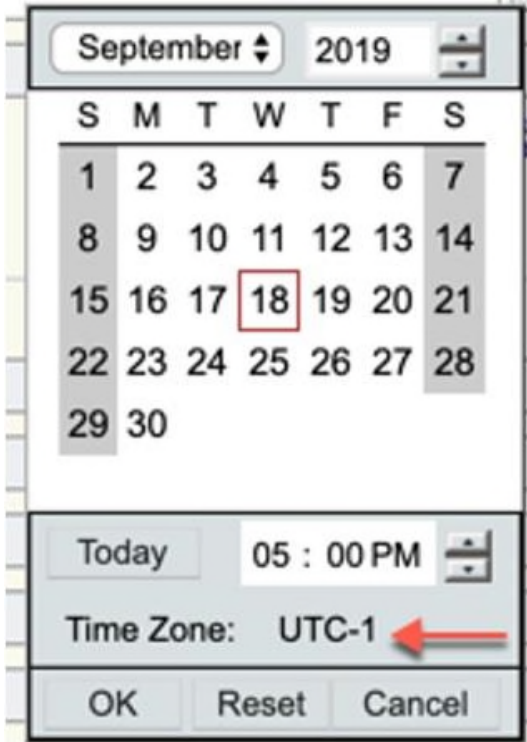 September 2019
S M T W T F S
1 2 3 4 5 6 7
8 9 10 11 12 13 14
15 16 17 18 19 20 21
22 23 24 25 26 27 28
29 30
Today 05 : 00 PM
Time Zone: UTC-1
OK Reset Cancel